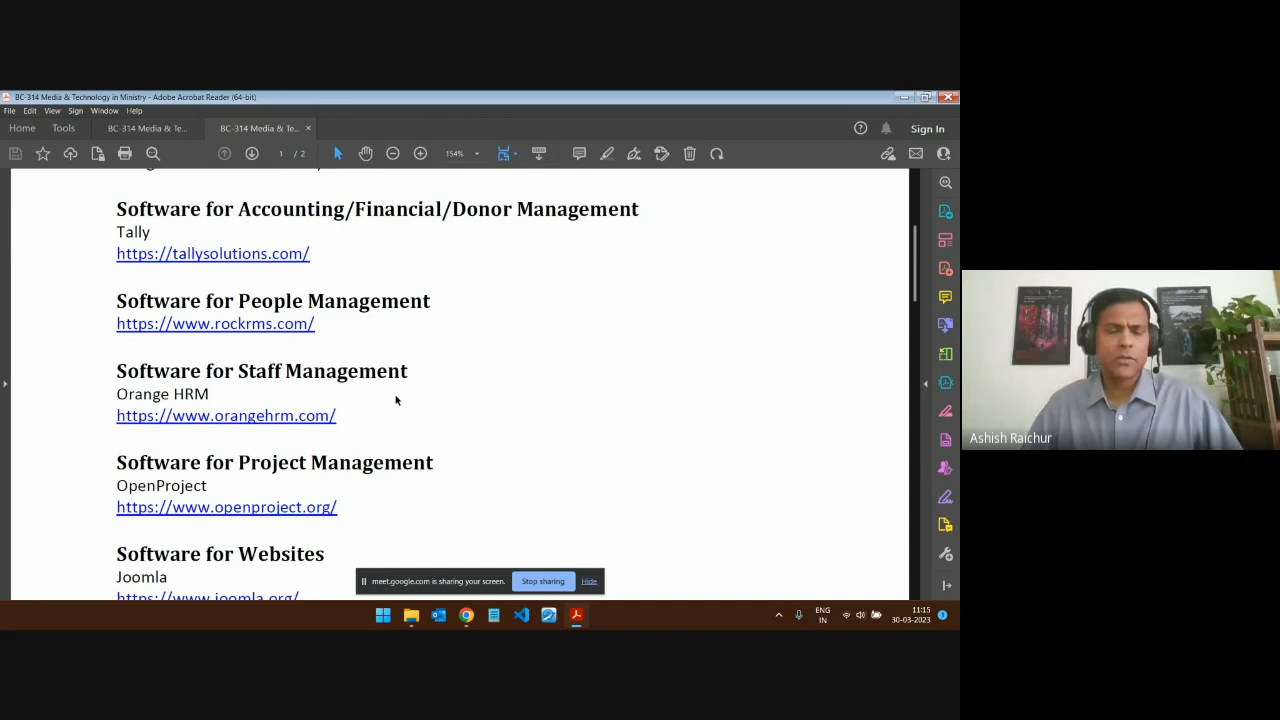 BC-314 Media & Technology in Ministry - Adobe Acrobat Reader (64-bit)
File Edit View Sign Window Help
Home Tools BC-314 Media & Te... BC-314 Media & Te... × Sign In
1 / 2 154%
Software for Accounting/Financial/Donor Management
Tally
https://tallysolutions.com/
Software for People Management
https://www.rockrms.com/
Software for Staff Management
Orange HRM
https://www.orangehrm.com/
Software for Project Management
OpenProject
https://www.openproject.org/
Software for Websites
Joomla
https://www.joomla.org/
meet.google.com is sharing your screen. Stop sharing Hide
ENG
IN
11:15
30-03-2023
Ashish Raichur